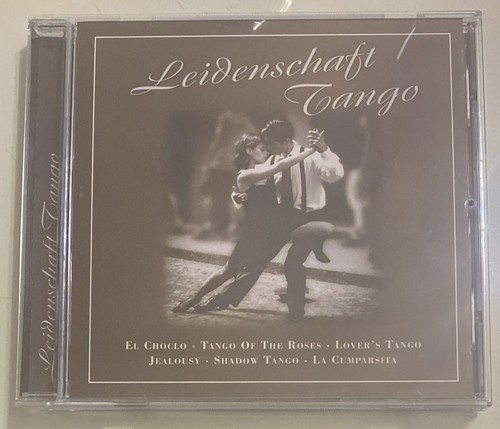 Leidenschaft
Tango
EL CHOCLO · TANGO OF THE ROSES · LOVER'S TANGO
JEALOUSY · SHADOW TANGO · LA CUMPARSITA
Leidenschaft Tango